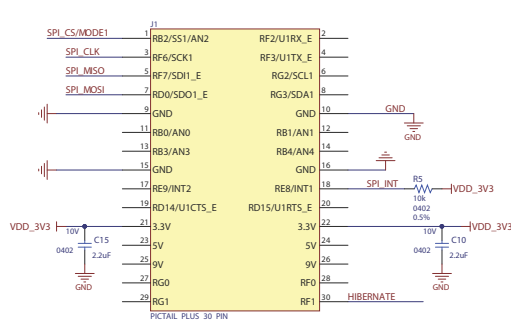 J1
SPI_CS/MODE1 1 RB2/SS1/AN2 RF2/U1RX_E 2
SPI_CLK 3 RF6/SCK1 RF3/U1TX_E 4
SPI_MISO 5 RF7/SDI1_E RG2/SCL1 6
SPI_MOSI 7 RD0/SDO1_E RG3/SDA1 8
9 GND GND 10 GND
11 RB0/AN0 RB1/AN1 12
GND
13 RB3/AN3 RB4/AN4 14
15 GND GND 16
17 RE9/INT2 RE8/INT1 18 SPI_INT R5 VDD_3V3
10k
0402
0.5%
19 RD14/U1CTS_E RD15/U1RTS_E 20
VDD_3V3 21 3.3V 3.3V 22 VDD_3V3
10V C15 0402 2.2uF
23 5V 5V 24
10V C10 0402 2.2uF
25 9V 9V 26
GND 27 RG0 RF0 28 GND
29 RG1 RF1 30 HIBERNATE
PICTAIL PLUS 30 PIN